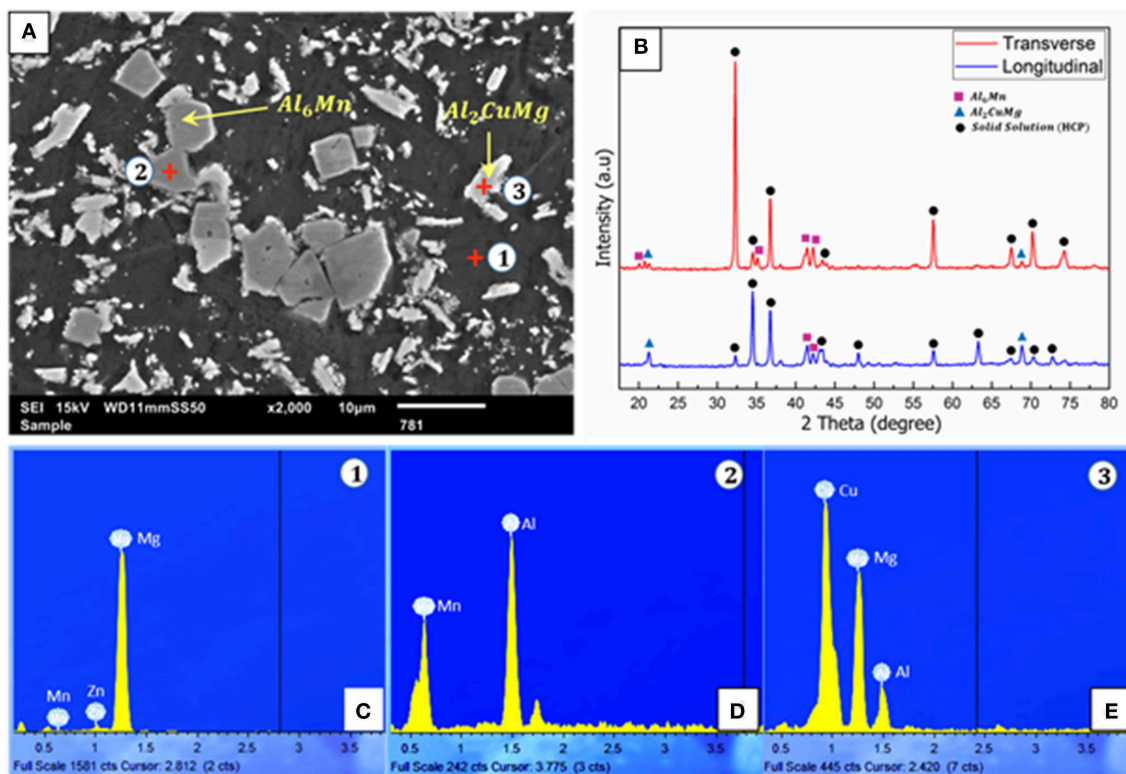 A
Al6Mn
Al2CuMg
2
3
1
SEI 15kV WD11mmSS50 x2,000 10µm
Sample 781
B
Transverse
Longitudinal
Al6Mn
Al2CuMg
Solid Solution (HCP)
Intensity (a.u)
20 25 30 35 40 45 50 55 60 65 70 75 80
2 Theta (degree)
1
Mg
Mn
Zn
C
0.5 1 1.5 2 2.5 3 3.5
Full Scale 1581 cts Cursor: 2.812 (2 cts)
2
Al
Mn
D
0.5 1 1.5 2 2.5 3 3.5
Full Scale 242 cts Cursor: 3.775 (3 cts)
3
Cu
Mg
Al
E
0.5 1 1.5 2 2.5 3 3.5
Full Scale 445 cts Cursor: 2.420 (7 cts)